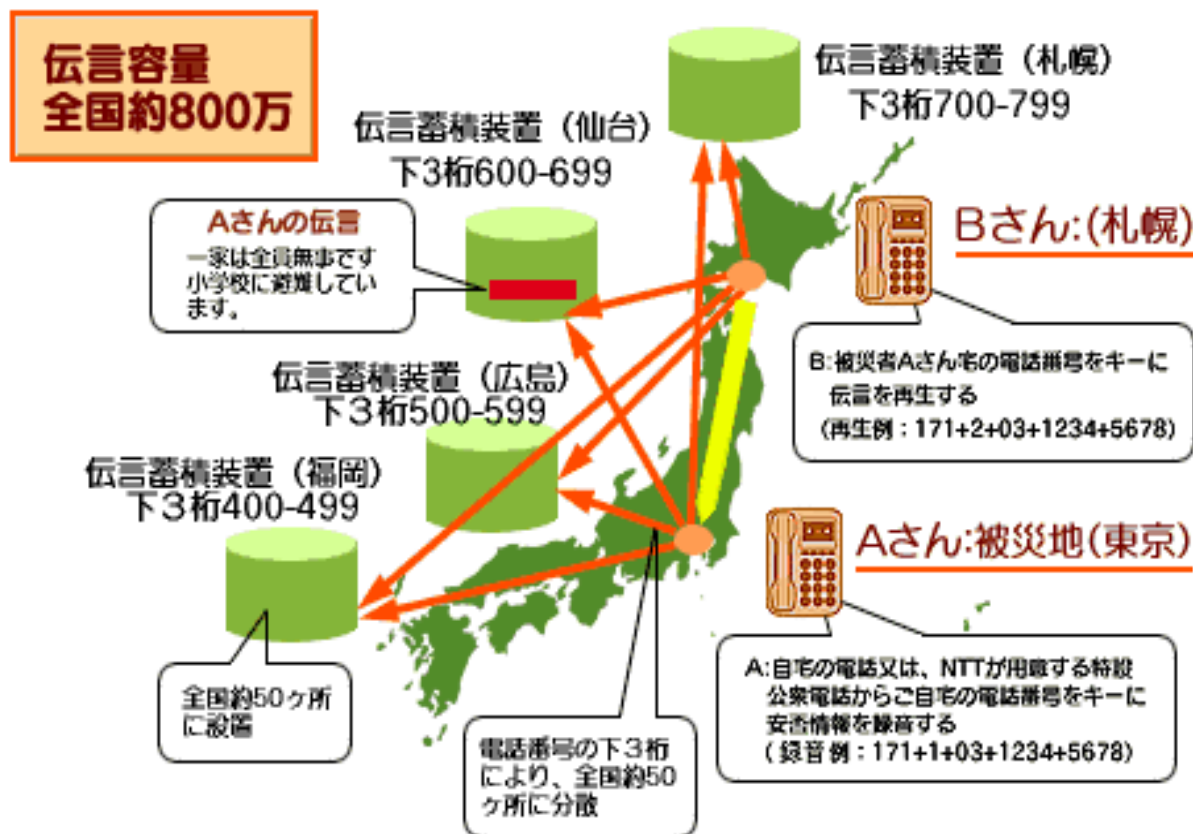 伝言容量
全国約800万
伝言蓄積装置（札幌）
下3桁700-799
伝言蓄積装置（仙台）
下3桁600-699
Aさんの伝言
一家は全員無事です
小学校に避難してい
ます。
Bさん:(札幌)
B:被災者Aさん宅の電話番号をキーに
伝言を再生する
（再生例：171+2+03+1234+5678）
伝言蓄積装置（広島）
下３桁500-599
伝言蓄積装置（福岡）
下３桁400-499
Aさん:被災地(東京)
A:自宅の電話又は、NTTが用意する特設
公衆電話からご自宅の電話番号をキーに
安否情報を録音する
（録音例：171+1+03+1234+5678）
全国約50ヶ所
に設置
電話番号の下３桁
により、全国約50
ヶ所に分散